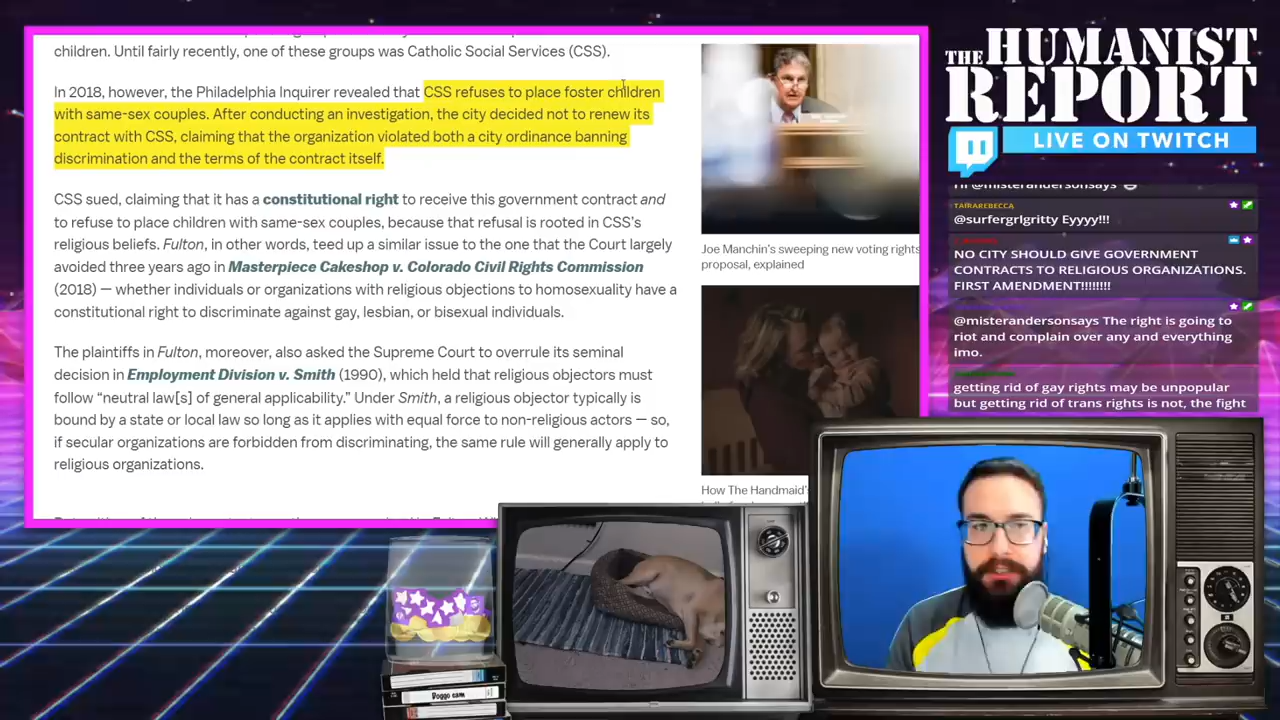 children. Until fairly recently, one of these groups was Catholic Social Services (CSS).
In 2018, however, the Philadelphia Inquirer revealed that CSS refuses to place foster children
with same-sex couples. After conducting an investigation, the city decided not to renew its
contract with CSS, claiming that the organization violated both a city ordinance banning
discrimination and the terms of the contract itself.
CSS sued, claiming that it has a constitutional right to receive this government contract and
to refuse to place children with same-sex couples, because that refusal is rooted in CSS's
religious beliefs. Fulton, in other words, teed up a similar issue to the one that the Court largely
avoided three years ago in Masterpiece Cakeshop v. Colorado Civil Rights Commission
(2018) — whether individuals or organizations with religious objections to homosexuality have a
constitutional right to discriminate against gay, lesbian, or bisexual individuals.
The plaintiffs in Fulton, moreover, also asked the Supreme Court to overrule its seminal
decision in Employment Division v. Smith (1990), which held that religious objectors must
follow “neutral law[s] of general applicability.” Under Smith, a religious objector typically is
bound by a state or local law so long as it applies with equal force to non-religious actors — so,
if secular organizations are forbidden from discriminating, the same rule will generally apply to
religious organizations.
Joe Manchin's sweeping new voting rights
proposal, explained
How The Handmaid's
THE HUMANIST
REPORT
LIVE ON TWITCH
Hi @misterandersonsays
TAIRAREBECCA
@surfergrlgritty Eyyyy!!!
NO CITY SHOULD GIVE GOVERNMENT
CONTRACTS TO RELIGIOUS ORGANIZATIONS.
FIRST AMENDMENT!!!!!!!!
@misterandersonsays The right is going to
riot and complain over any and everything
imo.
getting rid of gay rights may be unpopular
but getting rid of trans rights is not, the fight
Doggo cam